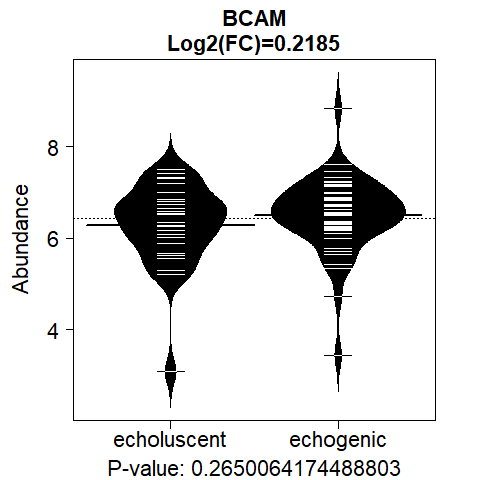 BCAM
Log2(FC)=0.2185
Abundance
8
6
4
echoluscent echogenic
P-value: 0.2650064174488803